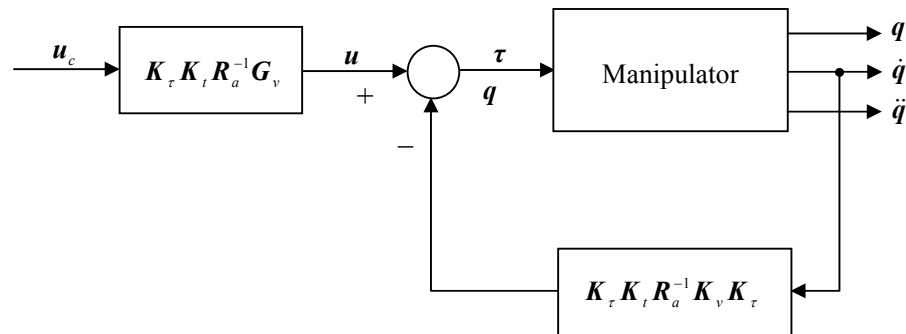 u_c
K_τ K_t R_a^{-1} G_v
u
+
−
τ
q
Manipulator
q
q̇
q̈
K_τ K_t R_a^{-1} K_v K_τ